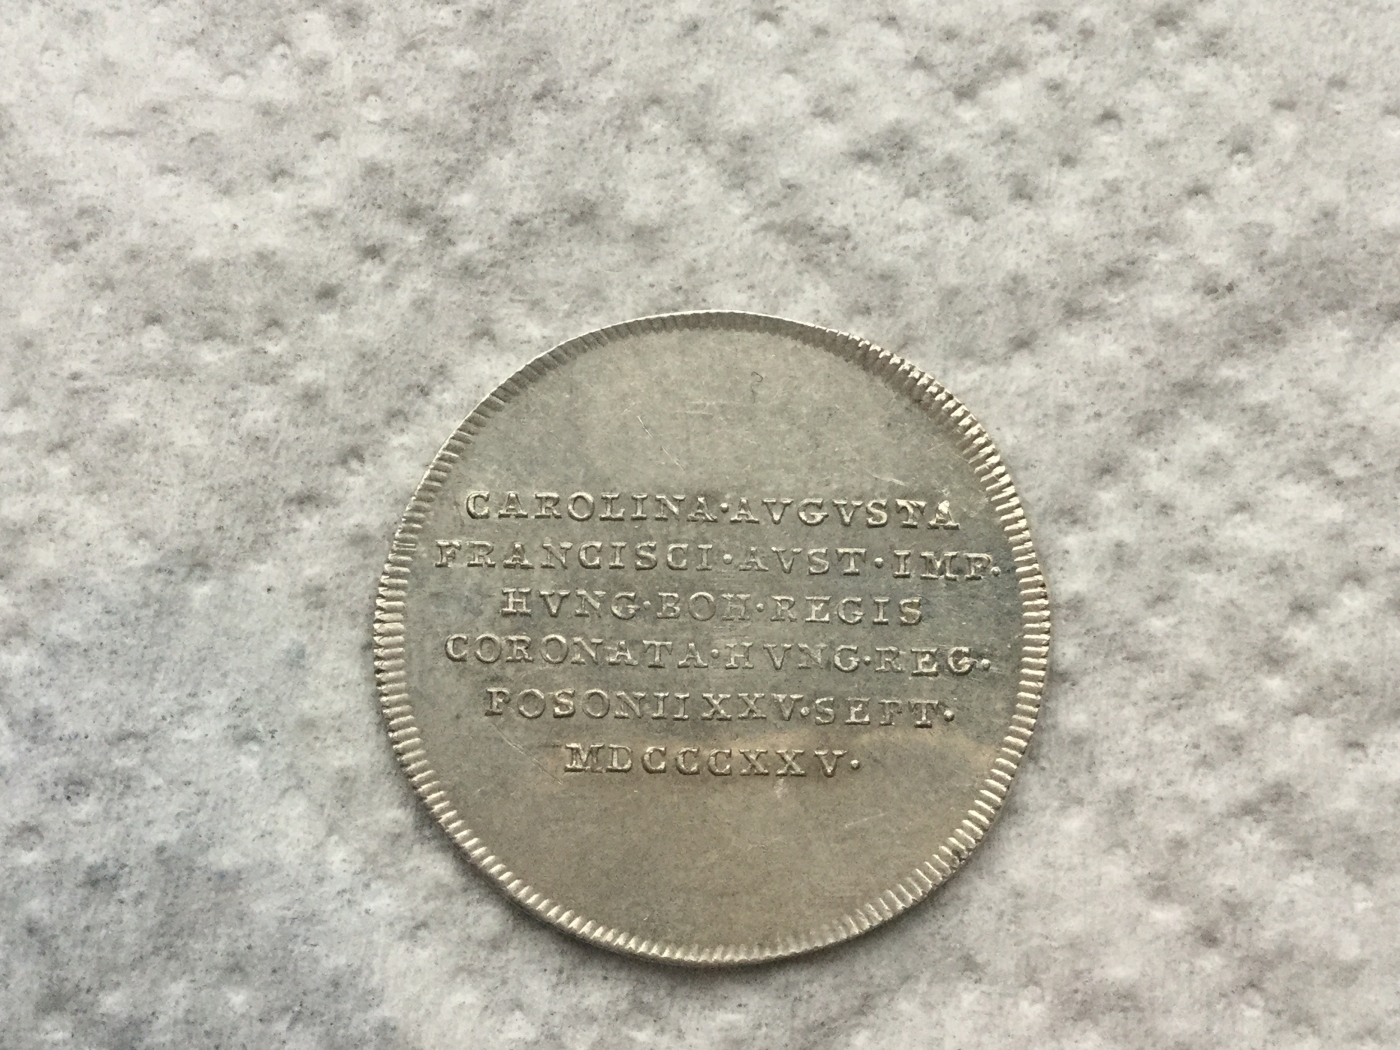 CAROLINA·AVGVSTA
FRANCISCI·AVST·IMP·
HVNG·BOH·REGIS
CORONATA·HVNG·REG·
POSONII XXV·SEPT·
MDCCCXXV·